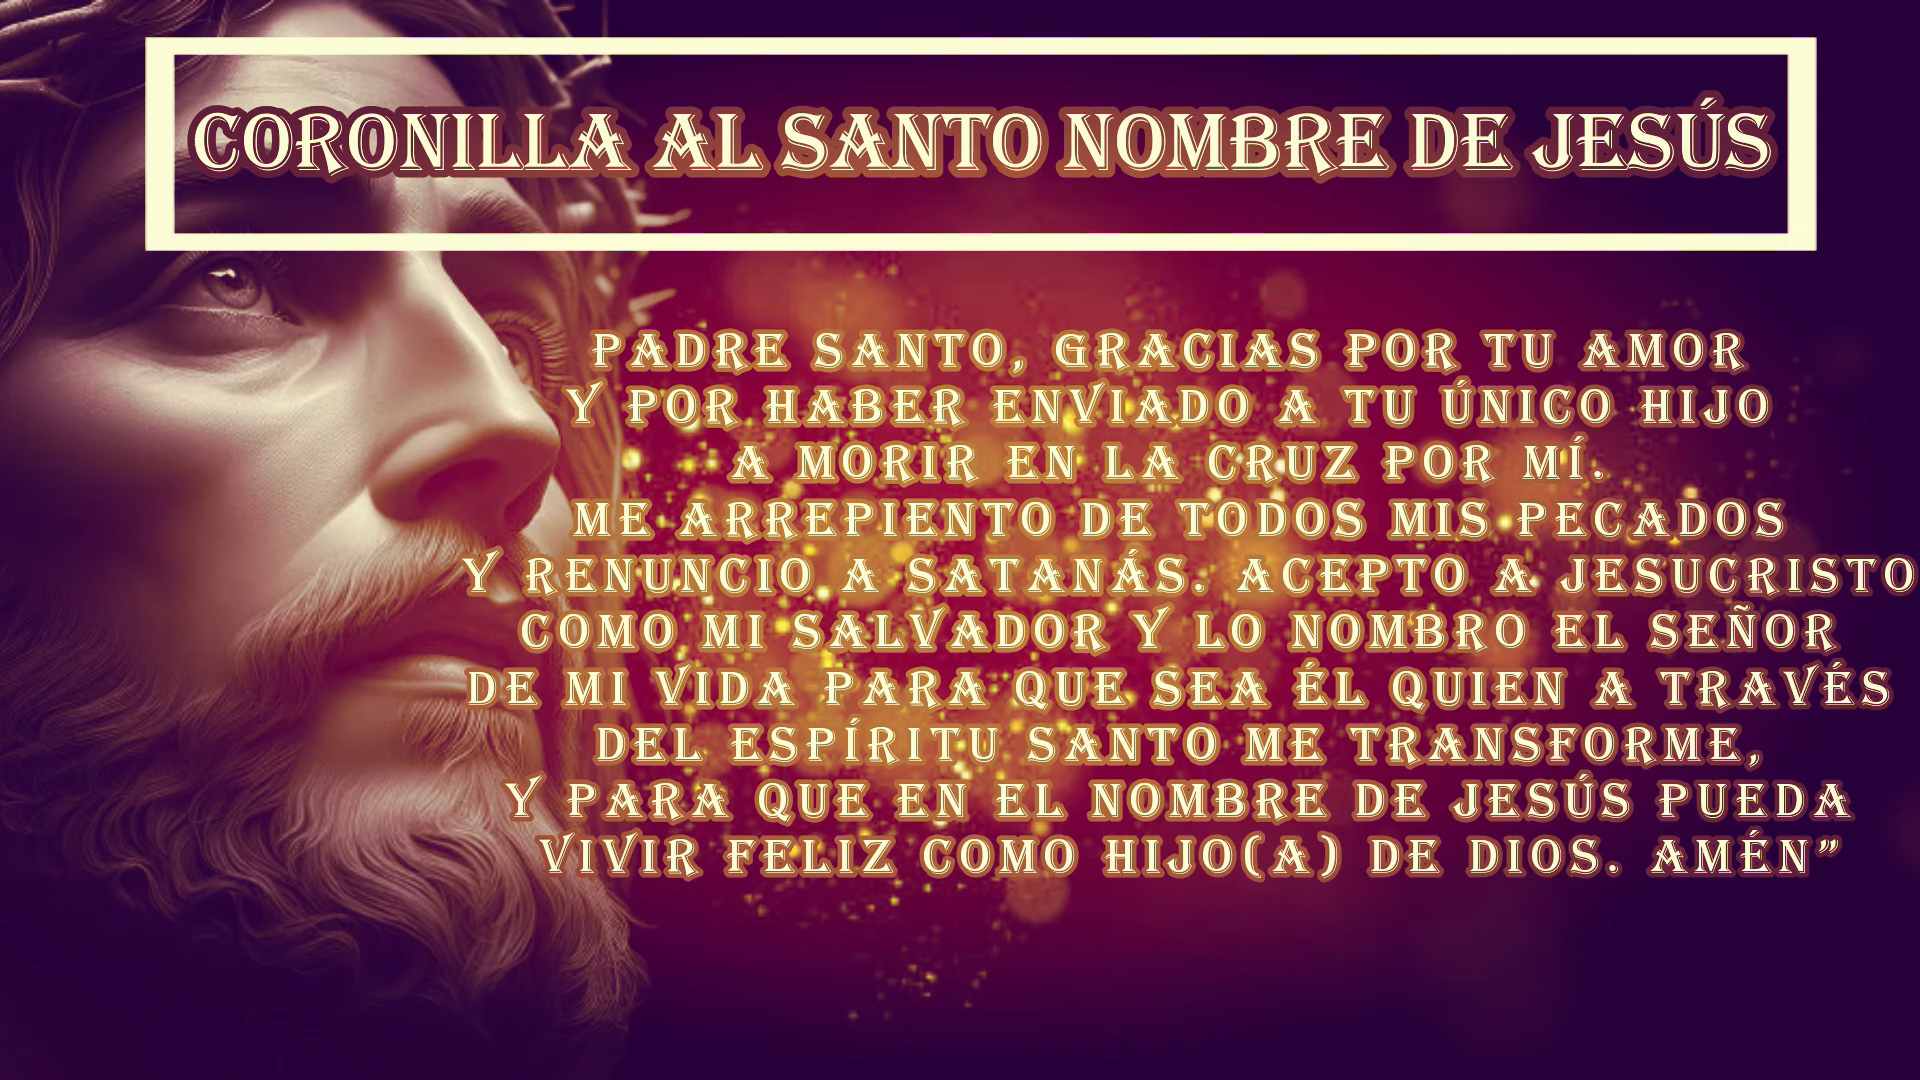 CORONILLA AL SANTO NOMBRE DE JESÚS
PADRE SANTO, GRACIAS POR TU AMOR
Y POR HABER ENVIADO A TU ÚNICO HIJO
A MORIR EN LA CRUZ POR MÍ.
ME ARREPIENTO DE TODOS MIS PECADOS
Y RENUNCIO A SATANÁS. ACEPTO A JESUCRISTO
COMO MI SALVADOR Y LO NOMBRO EL SEÑOR
DE MI VIDA PARA QUE SEA ÉL QUIEN A TRAVÉS
DEL ESPÍRITU SANTO ME TRANSFORME,
Y PARA QUE EN EL NOMBRE DE JESÚS PUEDA
VIVIR FELIZ COMO HIJO(A) DE DIOS. AMÉN”